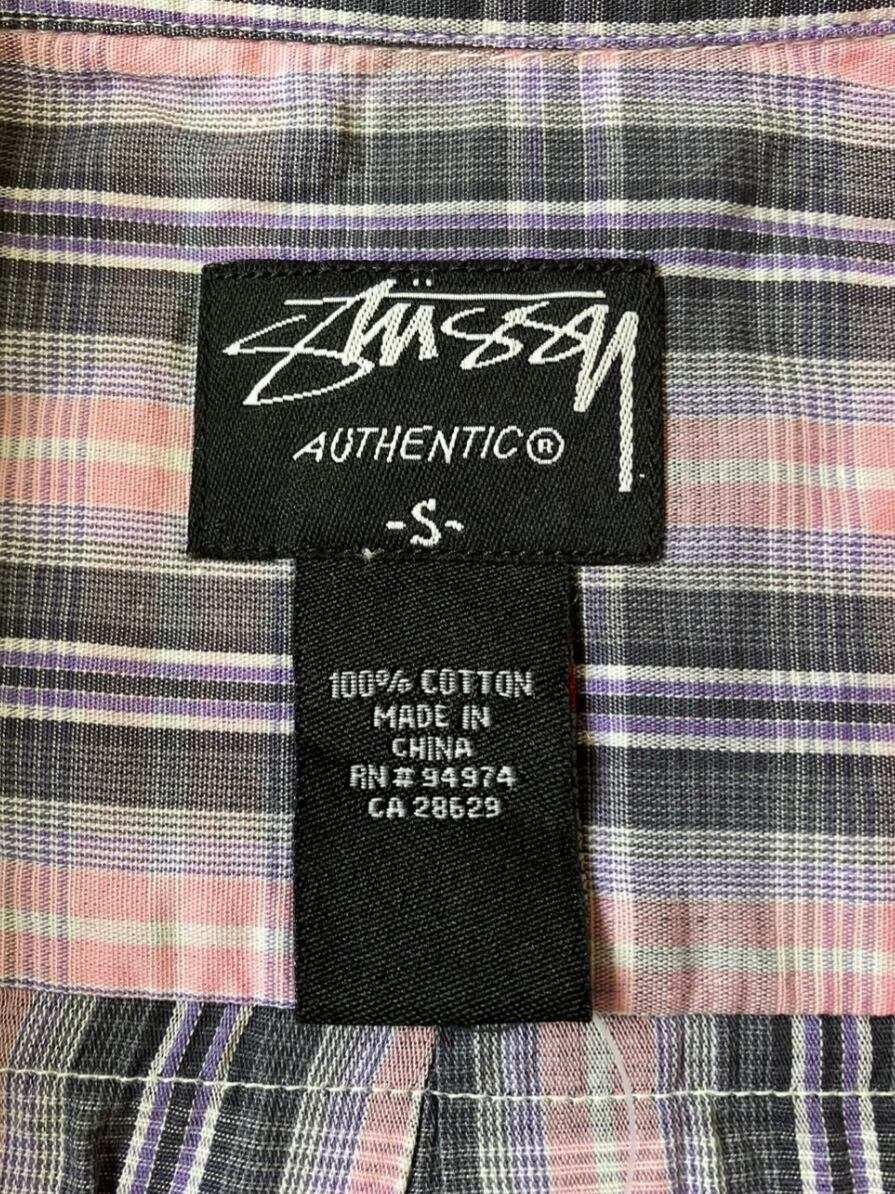 Stüssy
AUTHENTIC®
-S-
100% COTTON
MADE IN
CHINA
RN # 94974
CA 28629